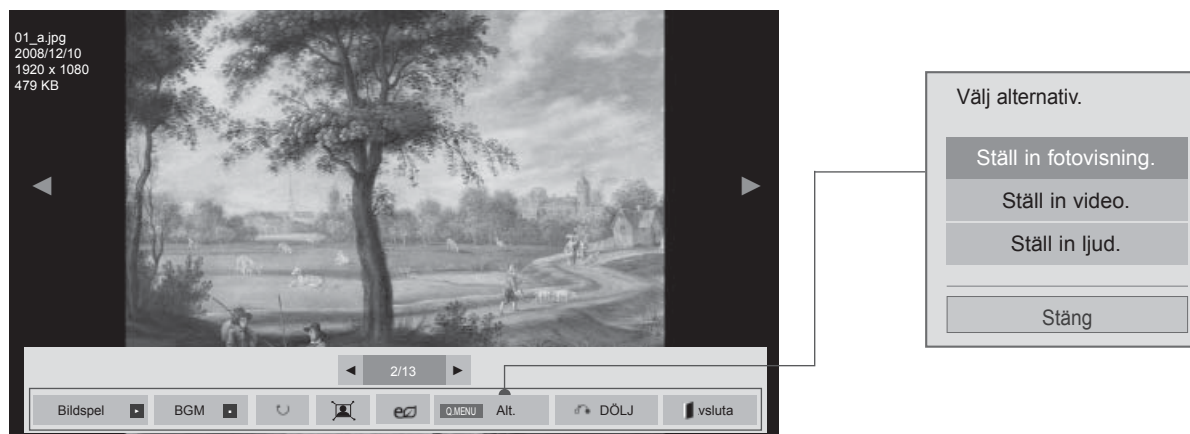 01_a.jpg
2008/12/10
1920 x 1080
479 KB
2/13
Bildspel
BGM
Q.MENU Alt.
DÖLJ
vsluta
Välj alternativ.
Ställ in fotovisning.
Ställ in video.
Ställ in ljud.
Stäng